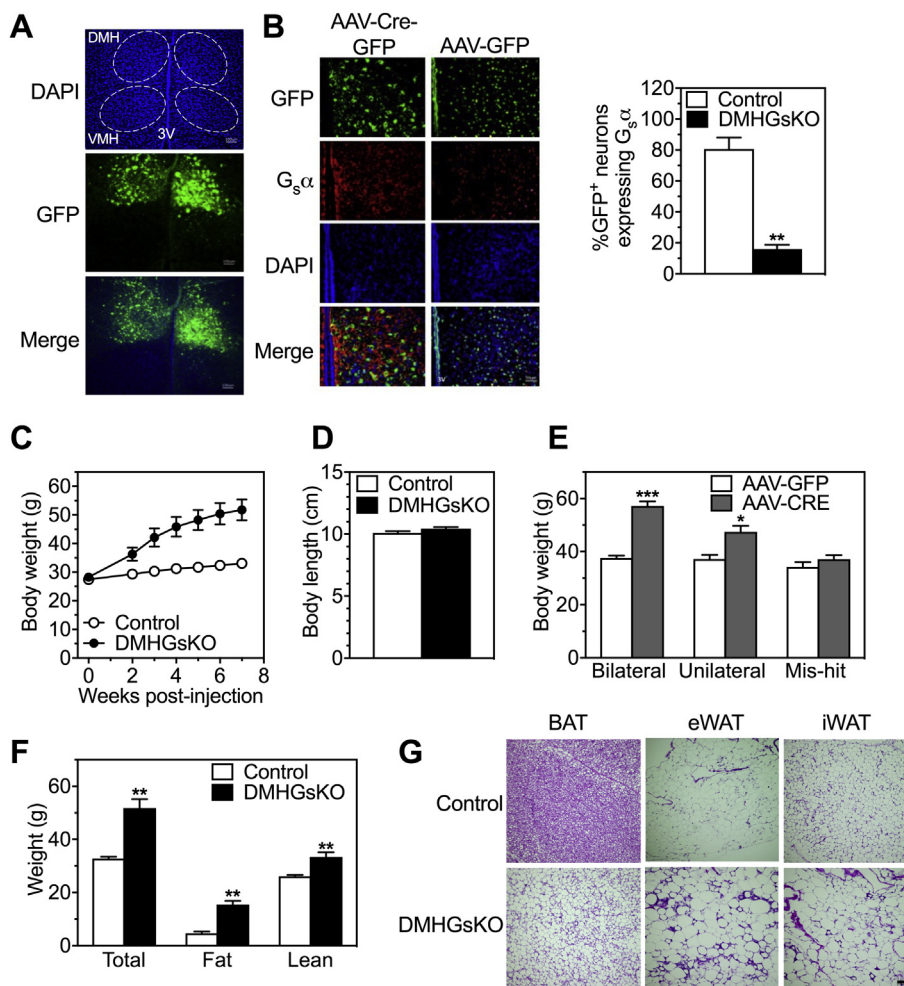 A
DMH
DAPI
VMH
3V
GFP
Merge
B
AAV-Cre-
GFP
AAV-GFP
GFP
Gsα
DAPI
Merge
3V
%GFP+ neurons
expressing Gsα
120
100
80
60
40
20
0
Control
DMHGsKO
**
C
Body weight (g)
60
50
40
30
20
10
0
Control
DMHGsKO
0 2 4 6 8
Weeks post-injection
D
Body length (cm)
15
10
5
0
Control
DMHGsKO
E
Body weight (g)
60
40
20
0
AAV-GFP
AAV-CRE
***
*
Bilateral Unilateral Mis-hit
F
Weight (g)
60
40
20
0
Control
DMHGsKO
**
**
**
Total Fat Lean
G
BAT eWAT iWAT
Control
DMHGsKO